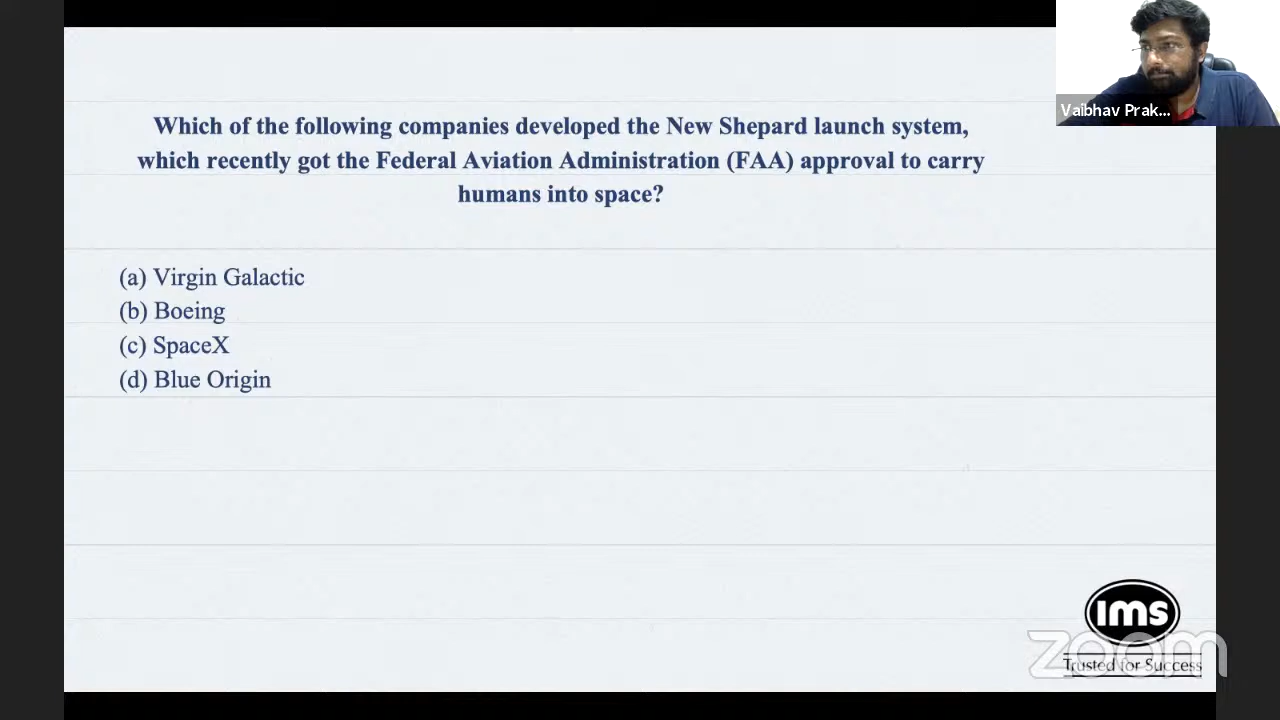 Which of the following companies developed the New Shepard launch system,
which recently got the Federal Aviation Administration (FAA) approval to carry
humans into space?
(a) Virgin Galactic
(b) Boeing
(c) SpaceX
(d) Blue Origin
Vaibhav Prak...
ims
zoom
Trusted for Success